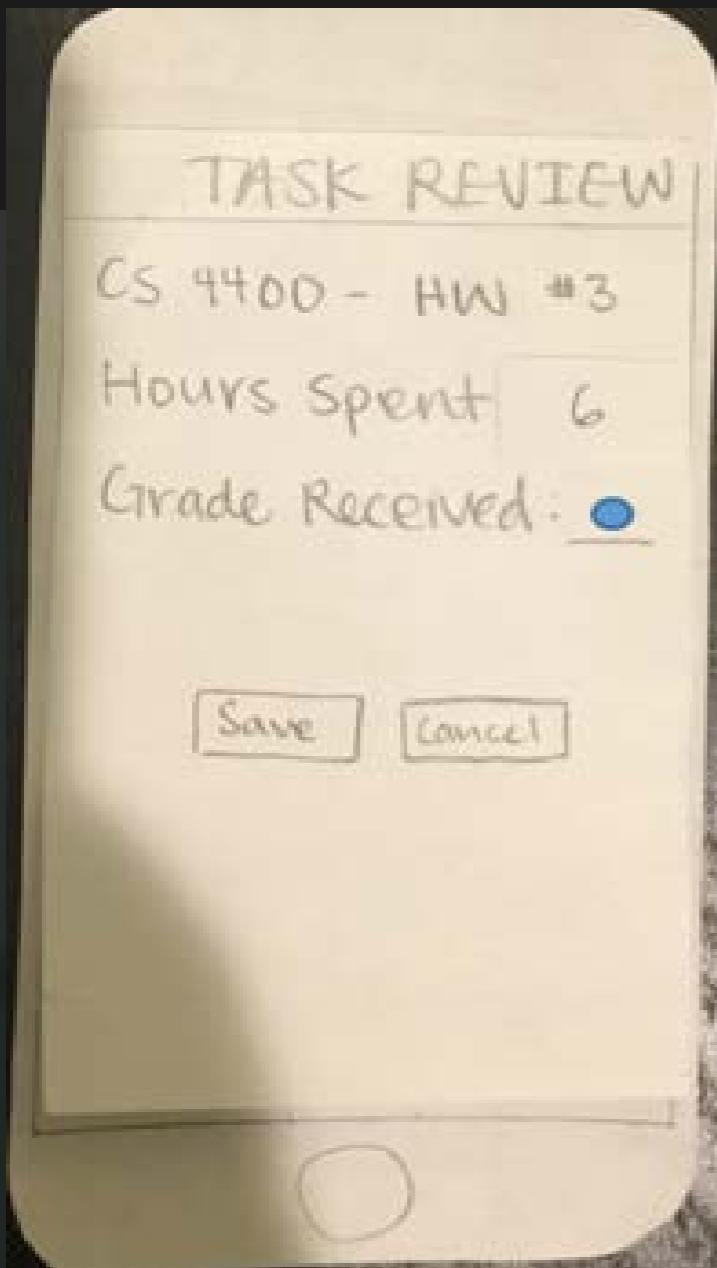 TASK REVIEW
CS 4400 - HW #3
Hours Spent 6
Grade Received:
Save Cancel